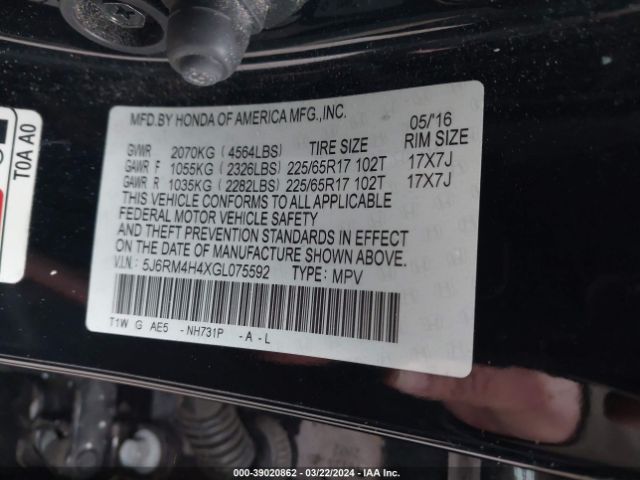 MFD.BY HONDA OF AMERICA MFG.,INC. 05/'16
GVWR 2070KG (4564LBS) TIRE SIZE RIM SIZE
GAWR F 1055KG (2326LBS) 225/65R17 102T 17X7J
GAWR R 1035KG (2282LBS) 225/65R17 102T 17X7J
THIS VEHICLE CONFORMS TO ALL APPLICABLE
FEDERAL MOTOR VEHICLE SAFETY
AND THEFT PREVENTION STANDARDS IN EFFECT
ON THE DATE OF MANUFACTURE SHOWN ABOVE.
V.I.N.: 5J6RM4H4XGL075592 TYPE: MPV
T1W G AE5 - NH731P - A - L
T0A A0
000-39020862 - 03/22/2024 - IAA Inc.